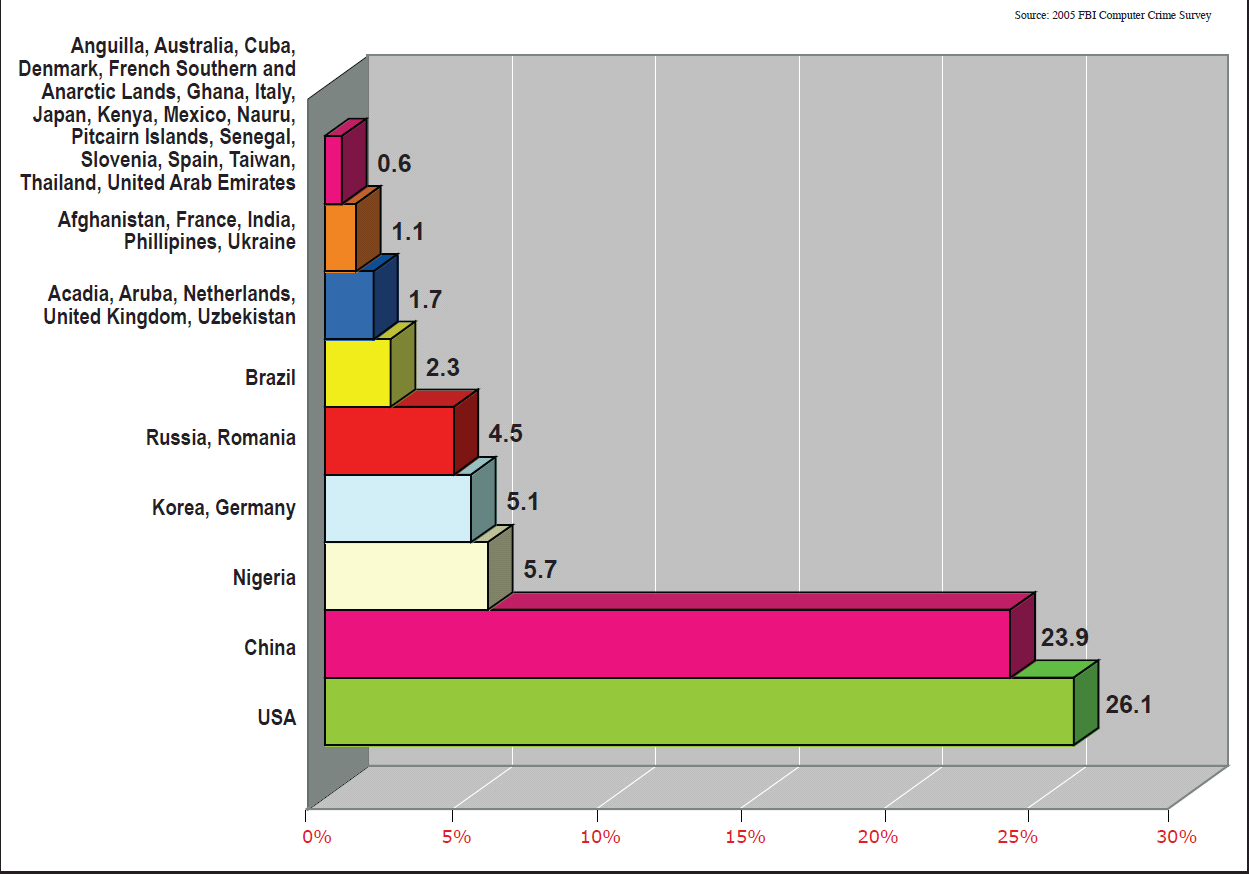 Source: 2005 FBI Computer Crime Survey
Anguilla, Australia, Cuba,
Denmark, French Southern and
Anarctic Lands, Ghana, Italy,
Japan, Kenya, Mexico, Nauru,
Pitcairn Islands, Senegal,
Slovenia, Spain, Taiwan,
Thailand, United Arab Emirates
0.6
Afghanistan, France, India,
Phillipines, Ukraine
1.1
Acadia, Aruba, Netherlands,
United Kingdom, Uzbekistan
1.7
Brazil
2.3
Russia, Romania
4.5
Korea, Germany
5.1
Nigeria
5.7
China
23.9
USA
26.1
0% 5% 10% 15% 20% 25% 30%